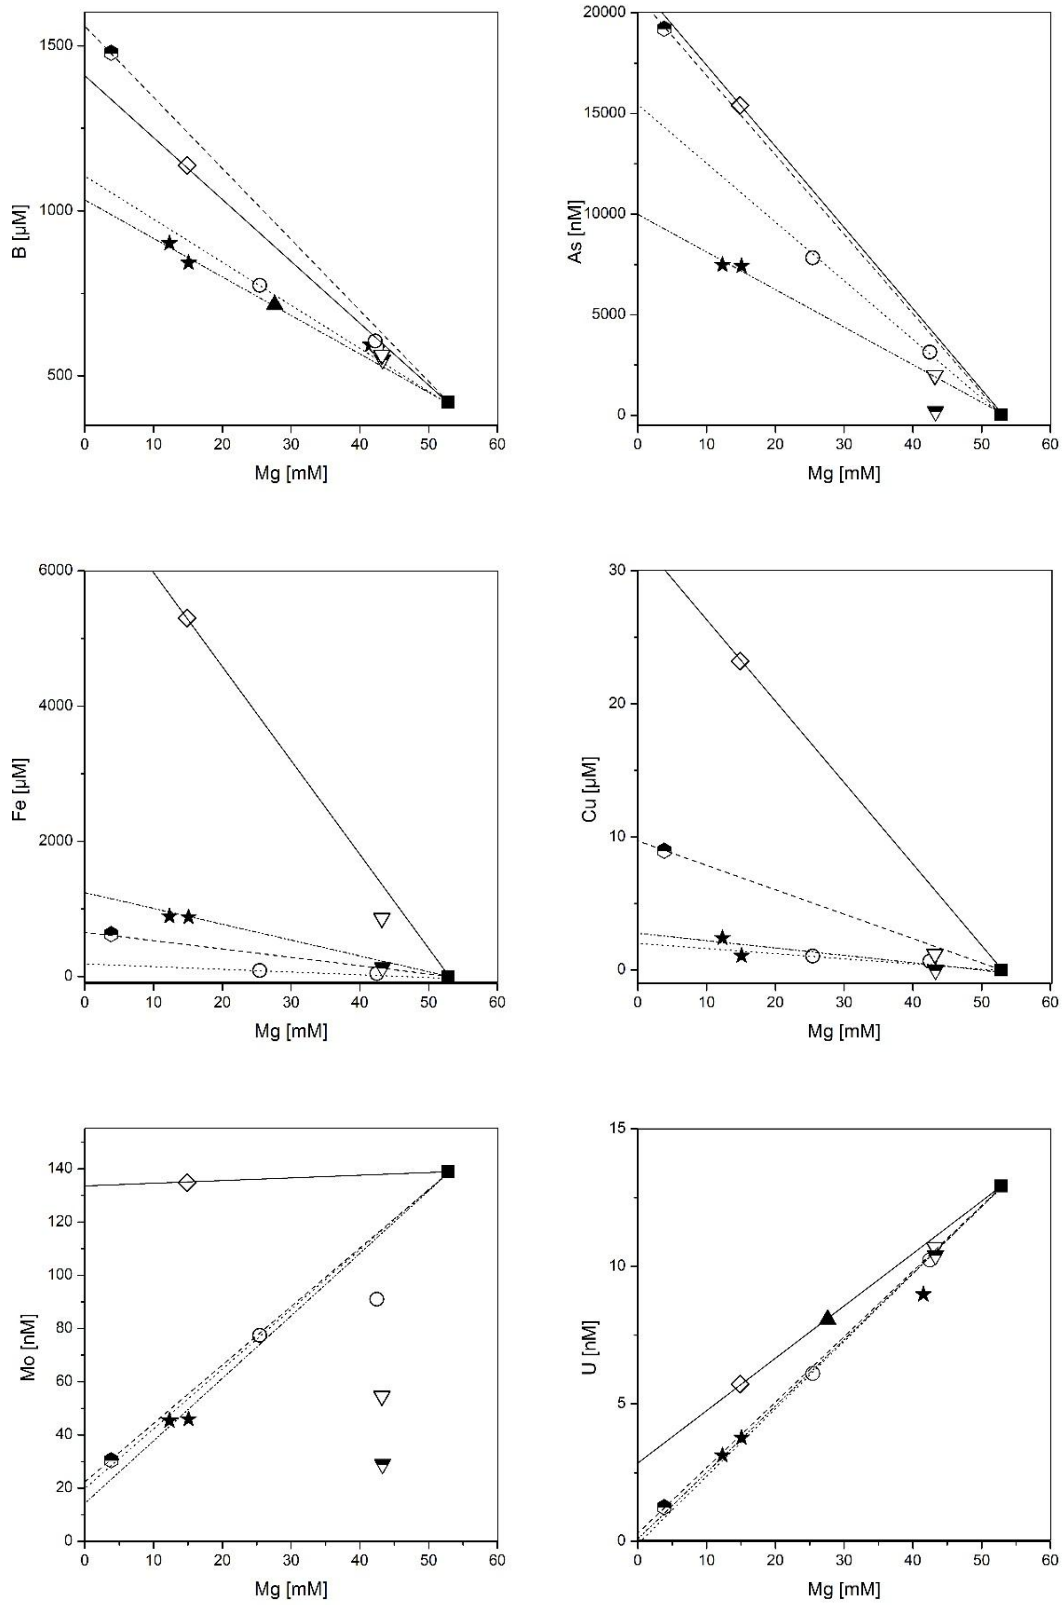 1500
1000
500
B [µM]
0 10 20 30 40 50 60
Mg [mM]
20000
15000
10000
5000
0
As [nM]
0 10 20 30 40 50 60
Mg [mM]
6000
4000
2000
0
Fe [µM]
0 10 20 30 40 50 60
Mg [mM]
30
20
10
0
Cu [µM]
0 10 20 30 40 50 60
Mg [mM]
140
120
100
80
60
40
20
0
Mo [nM]
0 10 20 30 40 50 60
Mg [mM]
15
10
5
0
U [nM]
0 10 20 30 40 50 60
Mg [mM]